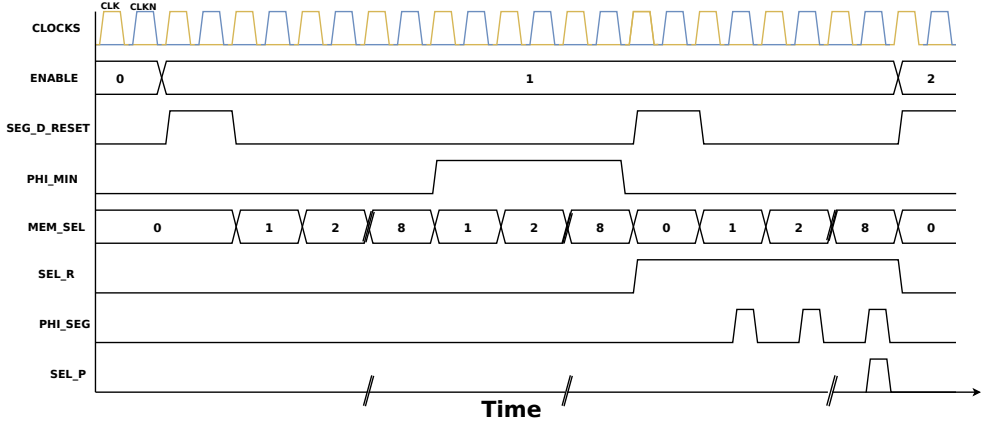 CLK CLKN
CLOCKS
ENABLE 0 1 2
SEG_D_RESET
PHI_MIN
MEM_SEL 0 1 2 8 1 2 8 0 1 2 8 0
SEL_R
PHI_SEG
SEL_P
Time